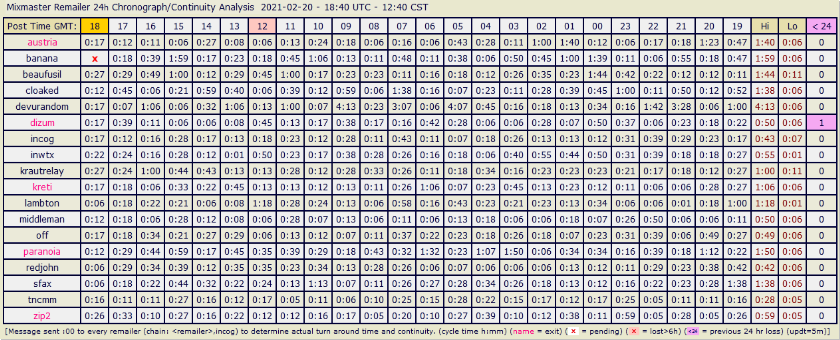 Mixmaster Remailer 24h Chronograph/Continuity Analysis 2021-02-20 - 18:40 UTC - 12:40 CST
Post Time GMT: 18 17 16 15 14 13 12 11 10 09 08 07 06 05 04 03 02 01 00 23 22 21 20 19 Hi Lo < 24
austria 0:17 0:12 0:11 0:06 0:27 0:08 0:06 0:13 0:24 0:18 0:06 0:16 0:06 0:43 0:28 0:11 1:00 1:40 0:12 0:06 0:17 0:18 1:23 0:47 1:40 0:06 0
banana x 0:18 0:39 1:59 0:17 0:23 0:18 0:45 1:06 0:13 0:11 0:48 0:11 0:38 0:06 0:50 0:45 1:00 1:39 0:11 0:06 0:55 0:18 0:47 1:59 0:06 0
beaufusil 0:27 0:29 0:49 1:00 0:12 0:29 0:45 1:00 0:17 0:23 0:23 0:11 0:16 0:18 0:12 0:26 0:35 0:23 1:44 0:42 0:22 0:12 0:12 0:11 1:44 0:11 0
cloaked 0:12 0:45 0:06 0:21 0:59 0:40 0:06 0:39 0:12 0:59 0:06 1:38 0:16 0:07 0:23 0:11 0:28 0:39 0:45 1:00 0:11 0:50 0:12 0:52 1:38 0:06 0
devurandom 0:27 0:07 1:06 0:06 0:32 1:06 0:13 1:00 0:07 4:13 0:23 3:07 0:06 4:07 0:45 0:16 0:18 0:13 0:34 0:16 1:42 3:28 0:06 1:00 4:13 0:06 0
dizum 0:17 0:39 0:11 0:06 0:06 0:08 0:45 0:13 0:17 0:38 0:17 0:16 0:42 0:28 0:06 0:06 0:28 0:07 0:50 0:37 0:06 0:23 0:18 0:22 0:50 0:06 1
incog 0:17 0:12 0:16 0:28 0:17 0:13 0:18 0:23 0:12 0:28 0:11 0:43 0:11 0:07 0:18 0:26 0:13 0:13 0:12 0:31 0:39 0:29 0:17 0:27 0:43 0:07 0
inwtx 0:22 0:24 0:16 0:28 0:12 0:01 0:50 0:23 0:17 0:38 0:28 0:16 0:16 0:18 0:06 0:40 0:55 0:44 0:50 0:31 0:27 0:18 0:28 0:16 0:55 0:01 0
krautrelay 0:27 0:24 1:00 0:44 0:43 0:13 0:13 0:28 0:44 0:33 0:26 0:11 0:18 0:34 0:16 0:23 0:33 0:23 0:23 0:21 0:17 0:18 0:12 0:27 1:00 0:11 0
kreti 0:17 0:18 0:06 0:33 0:22 0:45 0:13 0:13 0:12 0:13 0:11 0:26 1:06 0:07 0:23 0:45 0:13 0:23 0:12 0:11 0:06 0:18 0:28 0:11 1:06 0:06 0
lambton 0:06 0:18 0:22 0:21 0:06 0:08 1:18 0:28 0:24 0:13 0:06 0:58 0:16 0:43 0:23 0:21 0:23 0:13 0:34 0:06 0:06 0:01 0:18 1:00 1:18 0:01 0
middleman 0:12 0:18 0:06 0:28 0:12 0:08 0:06 0:28 0:07 0:13 0:06 0:11 0:06 0:13 0:18 0:06 0:18 0:07 0:26 0:50 0:06 0:06 0:17 0:11 0:50 0:06 0
off 0:17 0:18 0:06 0:34 0:27 0:29 0:13 0:07 0:12 0:49 0:11 0:06 0:26 0:18 0:07 0:23 0:31 0:39 0:06 0:49 0:27 0:49 0:06 0
paranoia 0:12 0:29 0:44 0:59 0:17 0:45 0:35 0:39 0:29 0:18 0:43 0:32 1:32 0:23 1:07 1:50 0:06 0:34 0:34 0:16 0:39 0:18 1:12 0:22 1:50 0:06 0
redjohn 0:06 0:29 0:34 0:28 0:27 0:35 0:13 0:34 0:13 0:28 0:06 0:13 0:12 0:11 0:29 0:23 0:38 0:42 0:42 0:06 0
sfax 0:06 0:18 0:22 0:44 0:32 0:22 0:24 0:13 1:13 0:07 0:11 0:16 0:22 0:23 0:28 0:27 1:38 1:38 0:06 0
tncmm 0:16 0:11 0:11 0:27 0:16 0:12 0:17 0:05 0:11 0:06 0:10 0:25 0:05 0:22 0:28 0:22 0:15 0:17 0:17 0:11 0:17 0:12 0:17 0:16 0:28 0:05 0
zip2 0:26 0:33 0:10 0:27 0:16 0:17 0:17 0:27 0:05 0:07 0:05 0:20 0:10 0:27 0:22 0:10 0:12 0:38 0:11 0:59 0:05 0:28 0:05 0:26 0:59 0:05 0
[Message sent :00 to every remailer (chain: <remailer>,incog) to determine actual turn around time and continuity. (cycle time h:mm) (name = exit) ( x = pending) ( x = lost>6h) ( <24 = previous 24 hr loss) (updt=5m)]